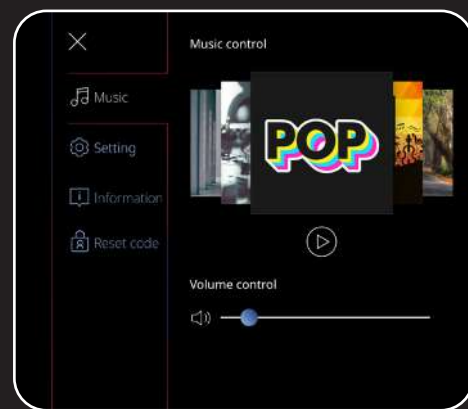 Music control
Music
Setting
Information
Reset code
POP
Volume control